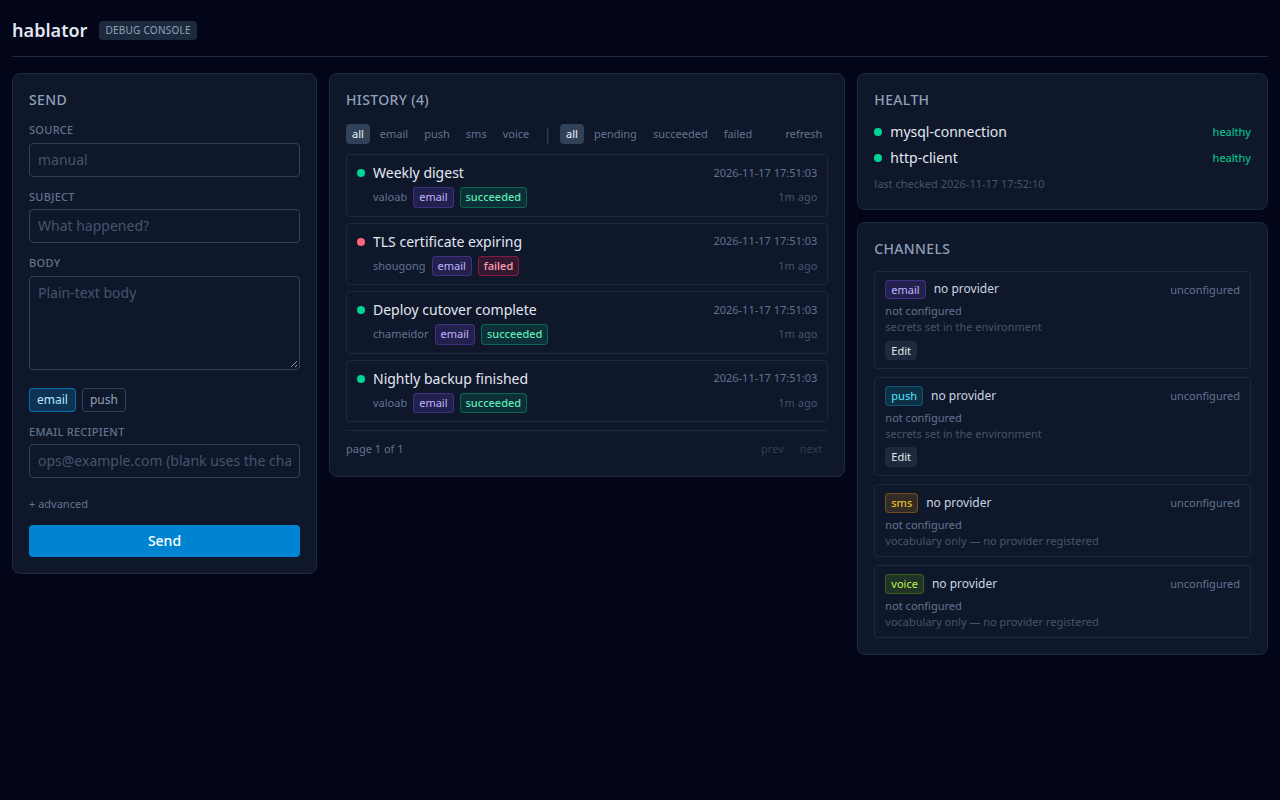 hablator DEBUG CONSOLE
SEND
SOURCE
manual
SUBJECT
What happened?
BODY
Plain-text body
email push
EMAIL RECIPIENT
ops@example.com (blank uses the cha
+ advanced
Send
HISTORY (4)
all email push sms voice | all pending succeeded failed refresh
Weekly digest 2026-11-17 17:51:03
valoab email succeeded 1m ago
TLS certificate expiring 2026-11-17 17:51:03
shougong email failed 1m ago
Deploy cutover complete 2026-11-17 17:51:03
chameidor email succeeded 1m ago
Nightly backup finished 2026-11-17 17:51:03
valoab email succeeded 1m ago
page 1 of 1 prev next
HEALTH
mysql-connection healthy
http-client healthy
last checked 2026-11-17 17:52:10
CHANNELS
email no provider unconfigured
not configured
secrets set in the environment
Edit
push no provider unconfigured
not configured
secrets set in the environment
Edit
sms no provider unconfigured
not configured
vocabulary only — no provider registered
voice no provider unconfigured
not configured
vocabulary only — no provider registered